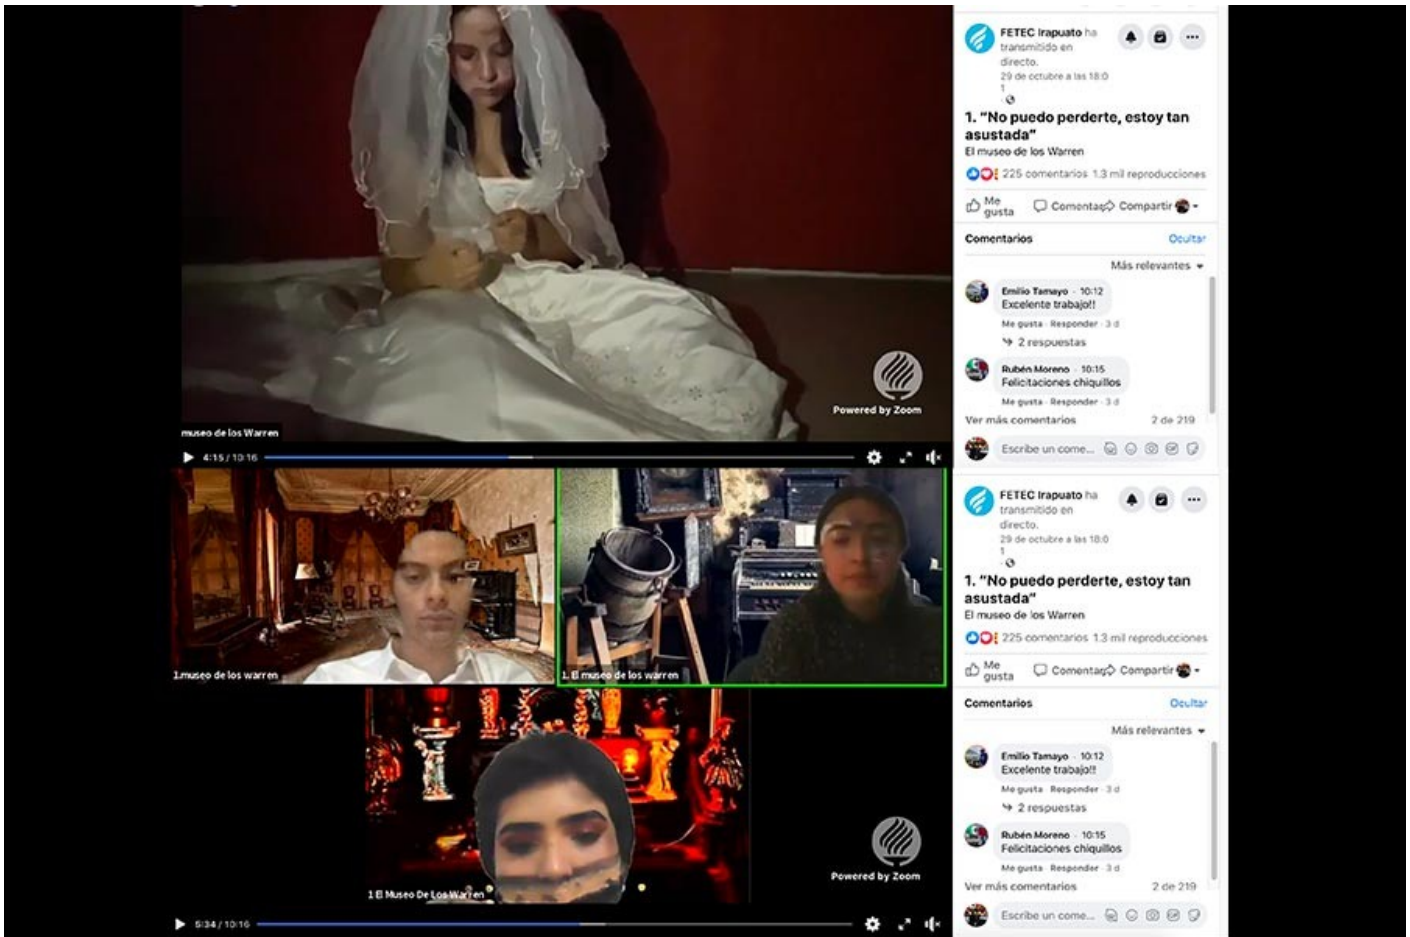 Powered by Zoom
museo de los Warren
4:15 / 10:16
FETEC Irapuato ha
transmitido en
directo.
29 de octubre a las 18:0
1
1. "No puedo perderte, estoy tan
asustada"
El museo de los Warren
225 comentarios 1.3 mil reproducciones
Me
gusta
Comentar
Compartir
Comentarios
Ocultar
Más relevantes
Emilio Tamayo · 10:12
Excelente trabajo!!
Me gusta · Responder · 3 d
2 respuestas
Rubén Moreno · 10:15
Felicitaciones chiquillos
Me gusta · Responder · 3 d
Ver más comentarios 2 de 219
Escribe un come...
1.museo de los warren
1. El museo de los warren
1 El Museo De Los Warren
Powered by Zoom
5:34 / 10:16
FETEC Irapuato ha
transmitido en
directo.
29 de octubre a las 18:0
1
1. "No puedo perderte, estoy tan
asustada"
El museo de los Warren
225 comentarios 1.3 mil reproducciones
Me
gusta
Comentar
Compartir
Comentarios
Ocultar
Más relevantes
Emilio Tamayo · 10:12
Excelente trabajo!!
Me gusta · Responder · 3 d
2 respuestas
Rubén Moreno · 10:15
Felicitaciones chiquillos
Me gusta · Responder · 3 d
Ver más comentarios 2 de 219
Escribe un come...